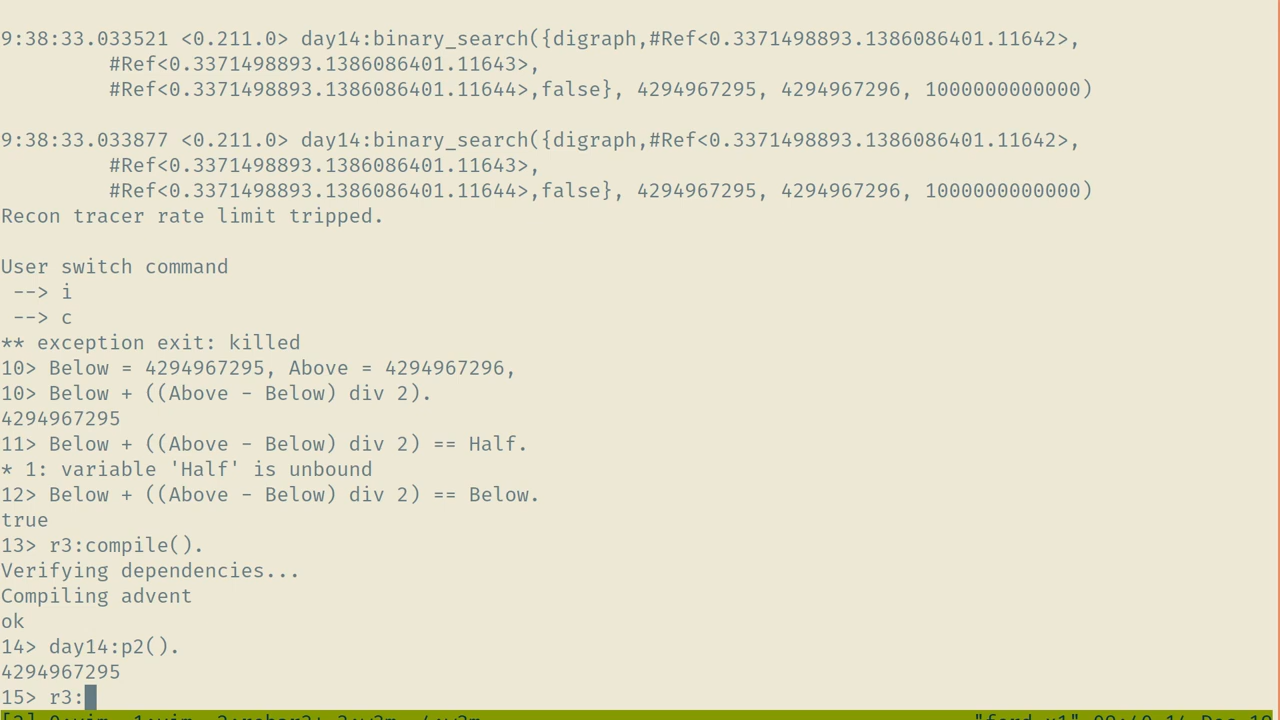 9:38:33.033521 <0.211.0> day14:binary_search({digraph,#Ref<0.3371498893.1386086401.11642>,
#Ref<0.3371498893.1386086401.11643>,
#Ref<0.3371498893.1386086401.11644>,false}, 4294967295, 4294967296, 1000000000000)
9:38:33.033877 <0.211.0> day14:binary_search({digraph,#Ref<0.3371498893.1386086401.11642>,
#Ref<0.3371498893.1386086401.11643>,
#Ref<0.3371498893.1386086401.11644>,false}, 4294967295, 4294967296, 1000000000000)
Recon tracer rate limit tripped.
User switch command
--> i
--> c
** exception exit: killed
10> Below = 4294967295, Above = 4294967296,
10> Below + ((Above - Below) div 2).
4294967295
11> Below + ((Above - Below) div 2) == Half.
* 1: variable 'Half' is unbound
12> Below + ((Above - Below) div 2) == Below.
true
13> r3:compile().
Verifying dependencies...
Compiling advent
ok
14> day14:p2().
4294967295
15> r3: